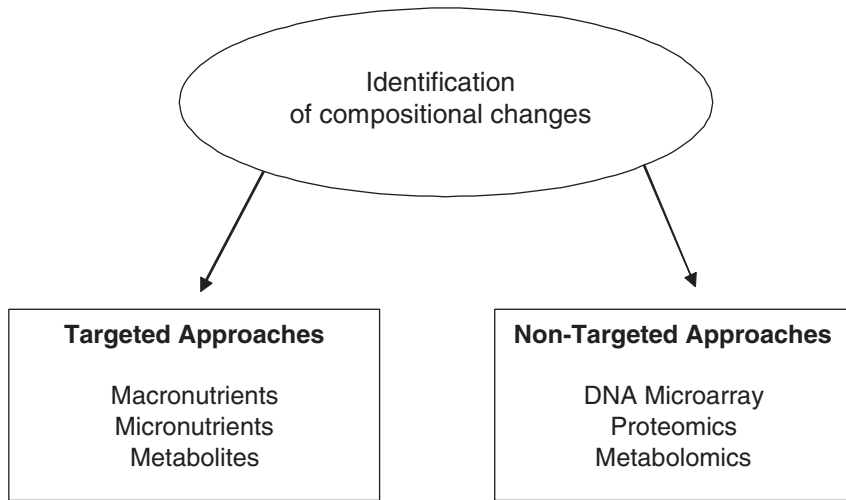 Identification
of compositional changes
Targeted Approaches
Macronutrients
Micronutrients
Metabolites
Non-Targeted Approaches
DNA Microarray
Proteomics
Metabolomics